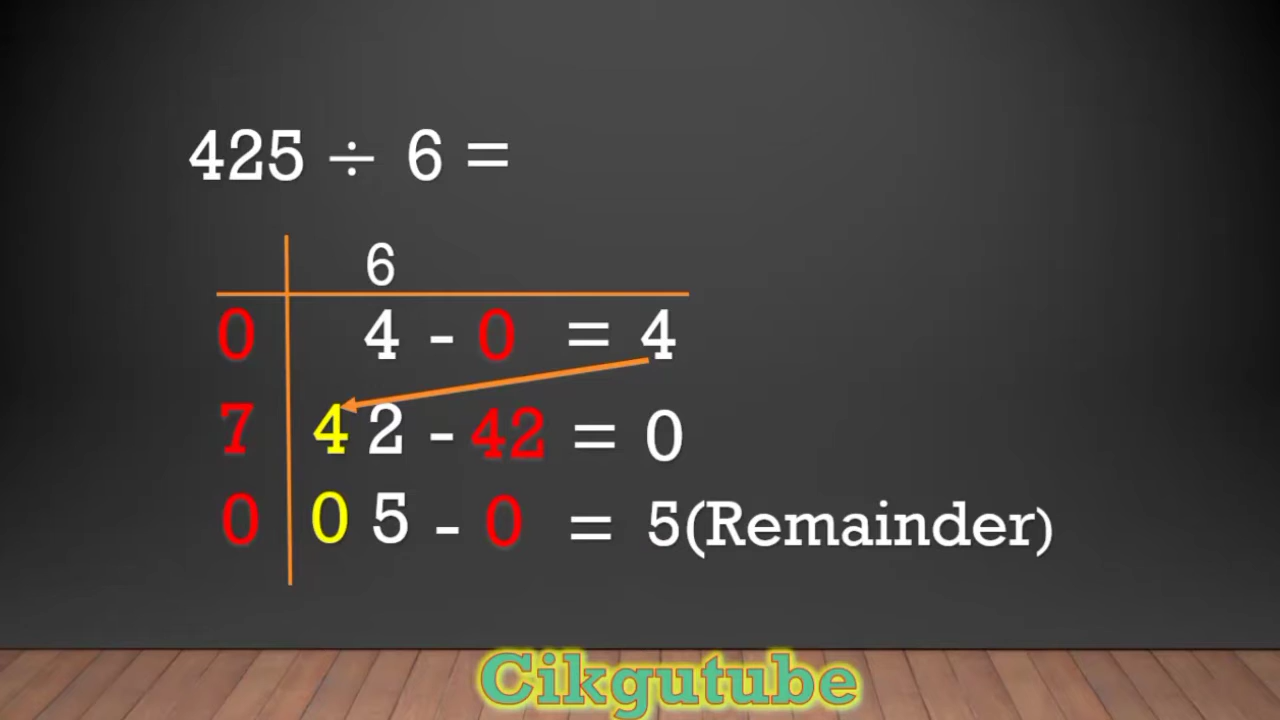 425 ÷ 6 =
6
0 4 - 0 = 4
7 4 2 - 42 = 0
0 0 5 - 0 = 5(Remainder)
Cikgutube